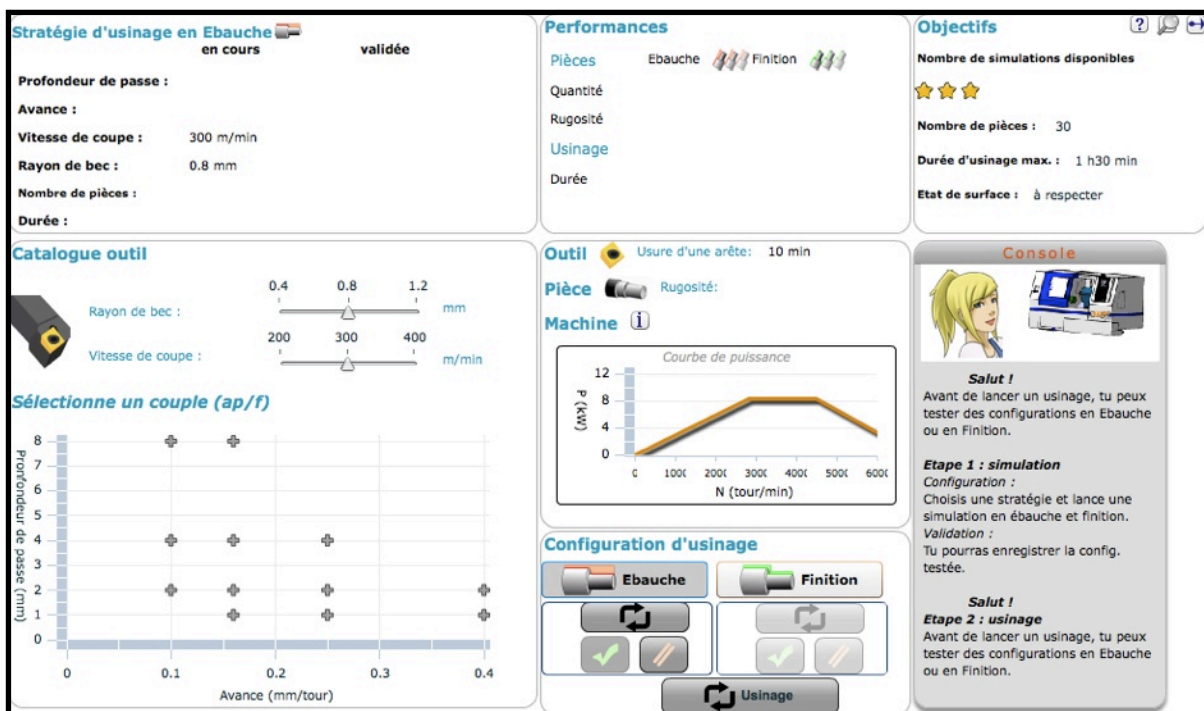 Stratégie d'usinage en Ebauche
en cours validée
Profondeur de passe :
Avance :
Vitesse de coupe : 300 m/min
Rayon de bec : 0.8 mm
Nombre de pièces :
Durée :
Performances
Pièces Ebauche Finition
Quantité
Rugosité
Usinage
Durée
Objectifs
?
Nombre de simulations disponibles
Nombre de pièces : 30
Durée d'usinage max. : 1 h30 min
Etat de surface : à respecter
Catalogue outil
0.4 0.8 1.2
Rayon de bec : mm
200 300 400
Vitesse de coupe : m/min
Sélectionne un couple (ap/f)
Pronfondeur de passe (mm)
8
7
6
5
4
3
2
1
0
0 0.1 0.2 0.3 0.4
Avance (mm/tour)
Outil Usure d'une arête: 10 min
Pièce Rugosité:
Machine i
Courbe de puissance
P (kW)
12
8
4
0
0 1000 2000 3000 4000 5000 6000
N (tour/min)
Configuration d'usinage
Ebauche Finition
Usinage
Console
Salut !
Avant de lancer un usinage, tu peux
tester des configurations en Ebauche
ou en Finition.
Etape 1 : simulation
Configuration :
Choisis une stratégie et lance une
simulation en ébauche et finition.
Validation :
Tu pourras enregistrer la config.
testée.
Salut !
Etape 2 : usinage
Avant de lancer un usinage, tu peux
tester des configurations en Ebauche
ou en Finition.